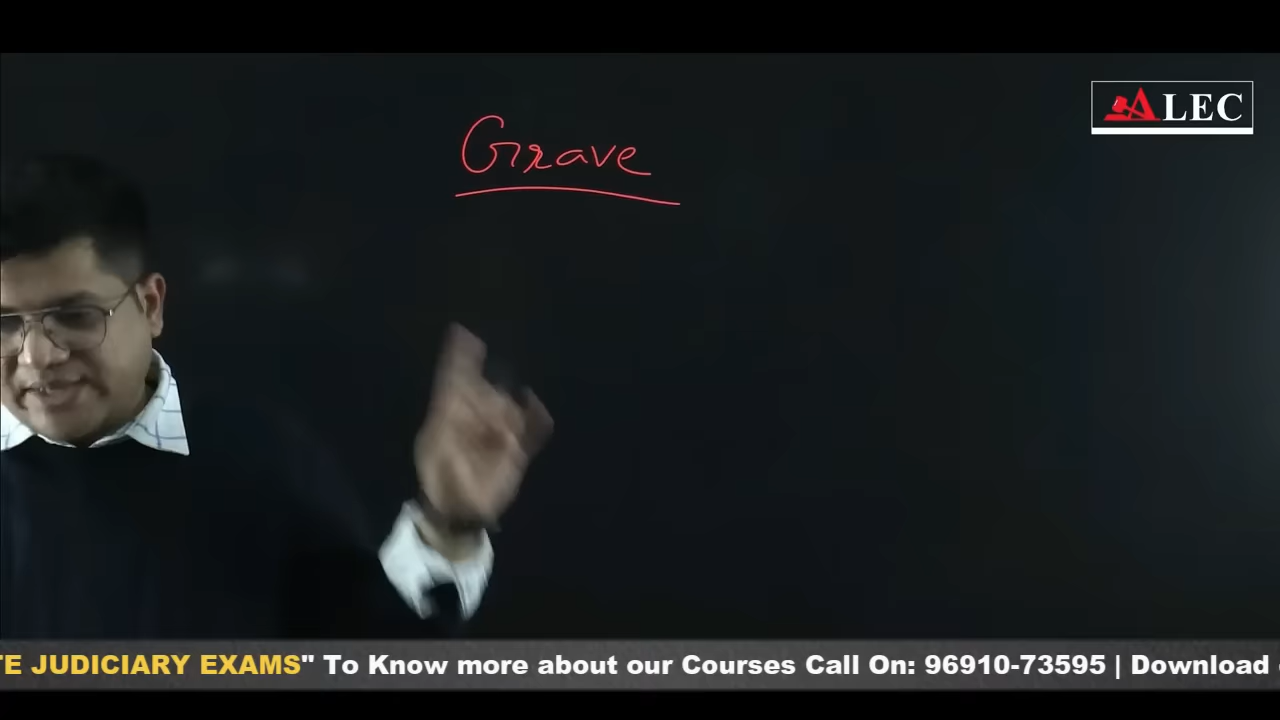 Grave
ALEC
TE JUDICIARY EXAMS" To Know more about our Courses Call On: 96910-73595 | Download